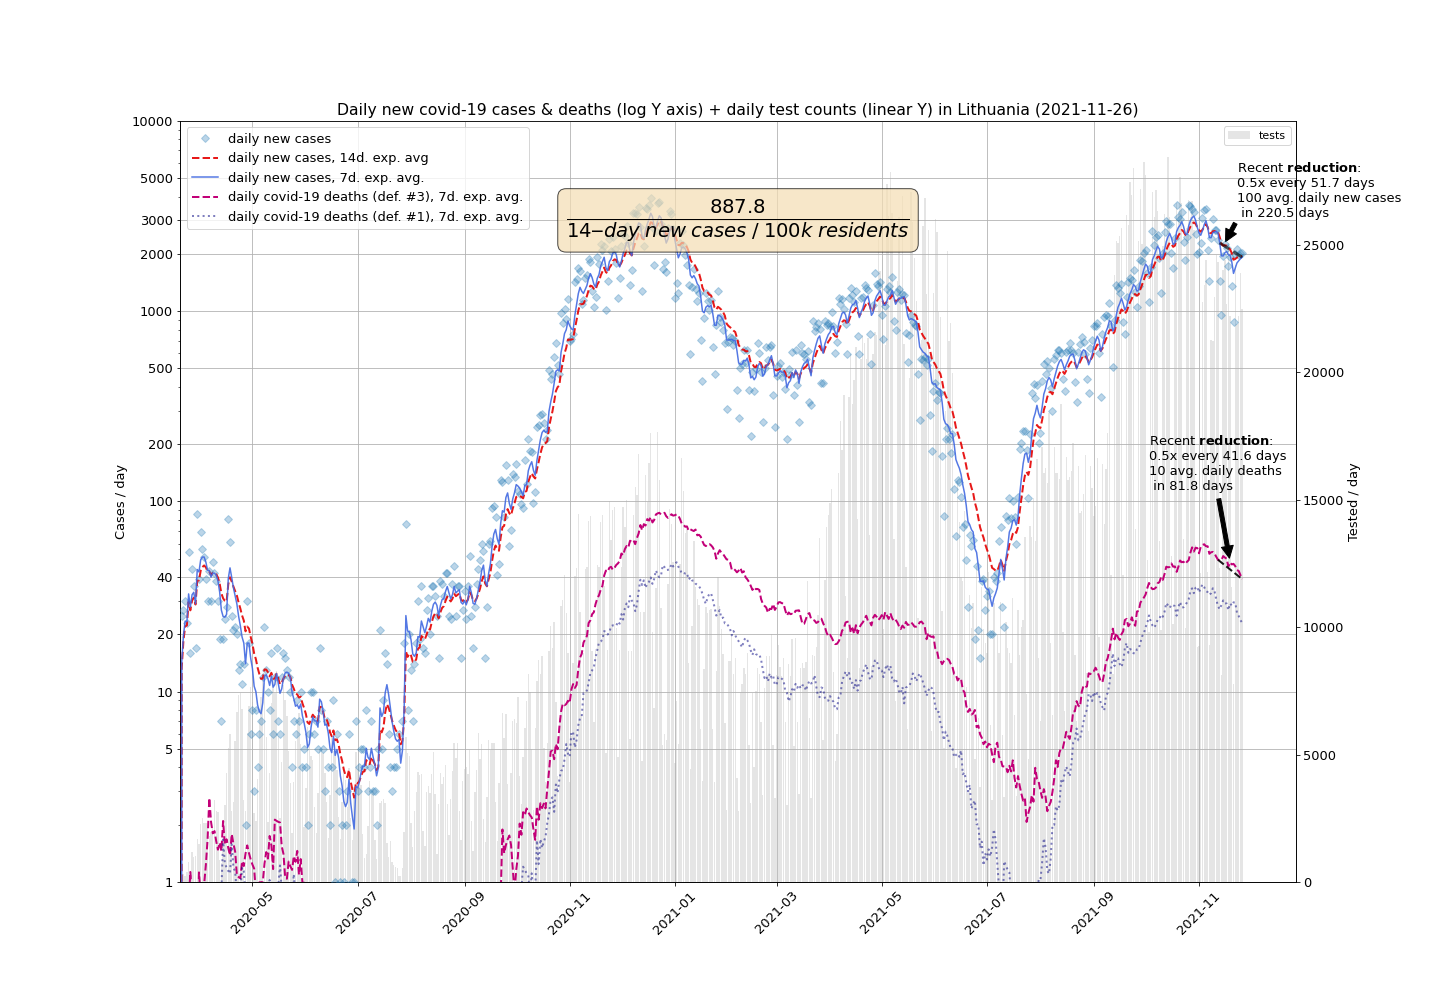 Daily new covid-19 cases & deaths (log Y axis) + daily test counts (linear Y) in Lithuania (2021-11-26)
daily new cases
daily new cases, 14d. exp. avg
daily new cases, 7d. exp. avg.
daily covid-19 deaths (def. #3), 7d. exp. avg.
daily covid-19 deaths (def. #1), 7d. exp. avg.
tests
887.8
14–day new cases / 100k residents
Recent reduction:
0.5x every 51.7 days
100 avg. daily new cases
in 220.5 days
Recent reduction:
0.5x every 41.6 days
10 avg. daily deaths
in 81.8 days
Cases / day
10000
5000
3000
2000
1000
500
200
100
40
20
10
5
1
Tested / day
25000
20000
15000
10000
5000
0
2020-05
2020-07
2020-09
2020-11
2021-01
2021-03
2021-05
2021-07
2021-09
2021-11